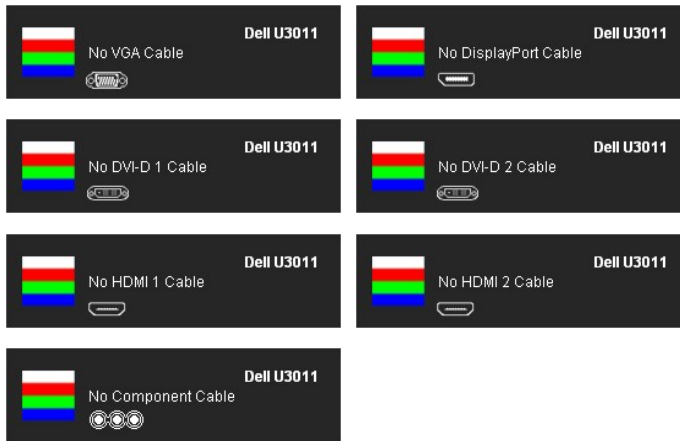 Dell U3011
No VGA Cable
Dell U3011
No DisplayPort Cable
Dell U3011
No DVI-D 1 Cable
Dell U3011
No DVI-D 2 Cable
Dell U3011
No HDMI 1 Cable
Dell U3011
No HDMI 2 Cable
Dell U3011
No Component Cable